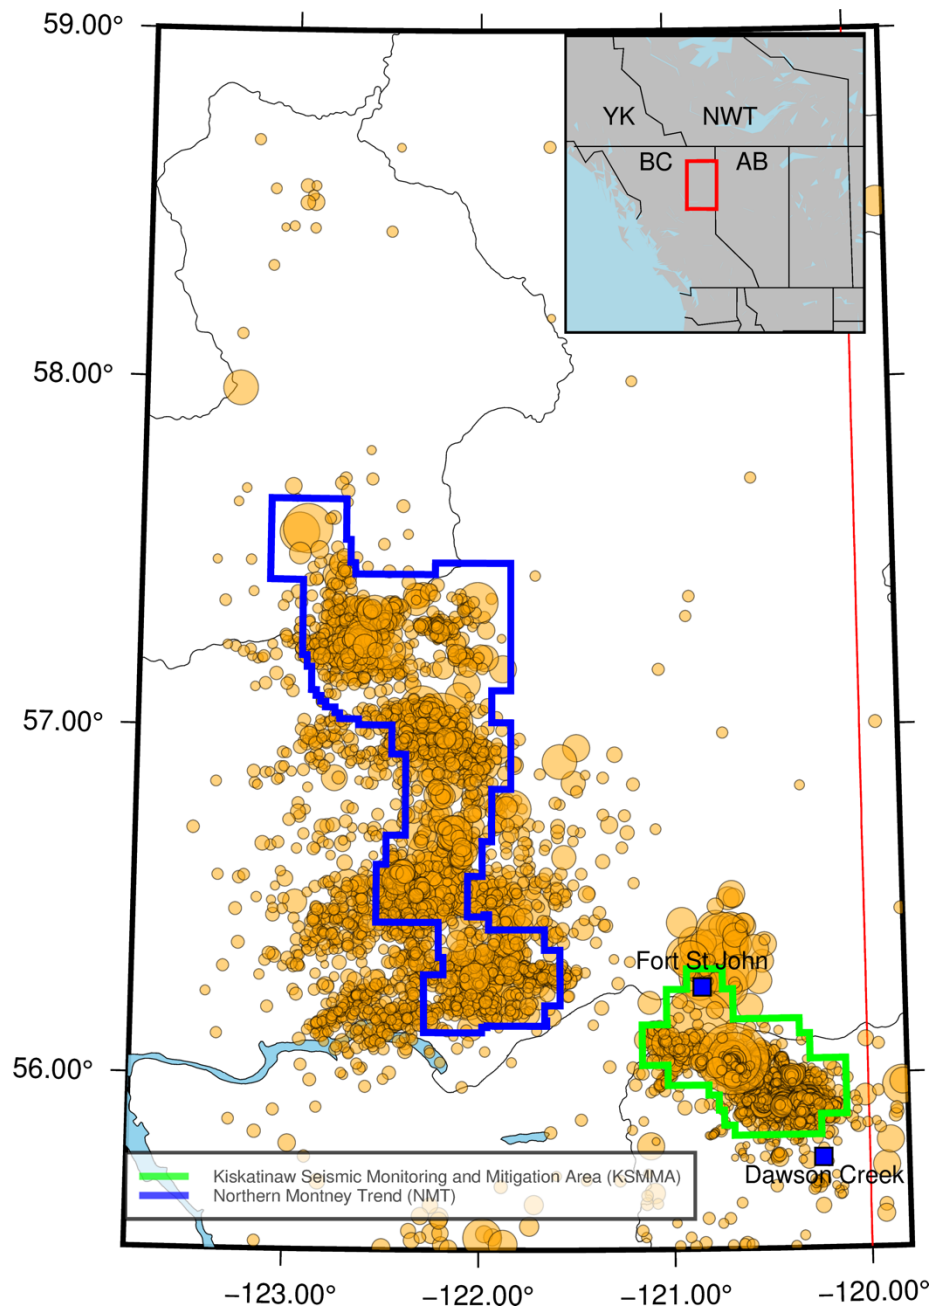 59.00°
YK
NWT
BC
AB
58.00°
57.00°
Fort St John
56.00°
Dawson Creek
Kiskatinaw Seismic Monitoring and Mitigation Area (KSMMA)
Northern Montney Trend (NMT)
−123.00°
−122.00°
−121.00°
−120.00°